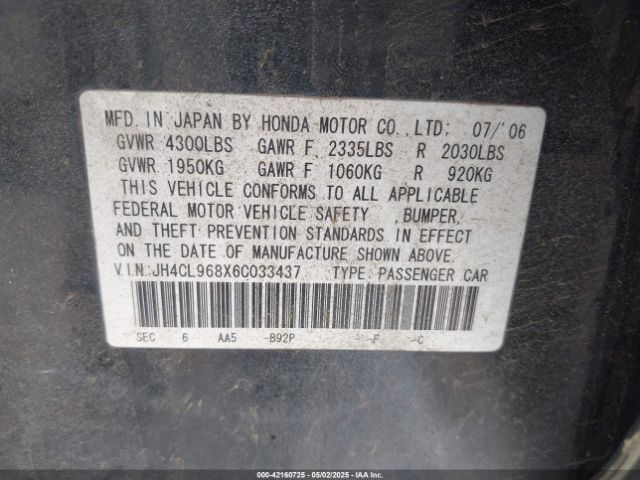 MFD. IN JAPAN BY HONDA MOTOR CO., LTD: 07/'06
GVWR 4300LBS GAWR F 2335LBS R 2030LBS
GVWR 1950KG GAWR F 1060KG R 920KG
THIS VEHICLE CONFORMS TO ALL APPLICABLE
FEDERAL MOTOR VEHICLE SAFETY, BUMPER,
AND THEFT PREVENTION STANDARDS IN EFFECT
ON THE DATE OF MANUFACTURE SHOWN ABOVE.
V.I.N:JH4CL968X6C033437 TYPE: PASSENGER CAR
SEC 6 AA5 -B92P -F -C
000-42160725 - 05/02/2025 - IAA Inc.